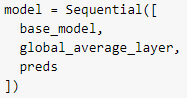 model = Sequential([
  base_model,
  global_average_layer,
  preds
])